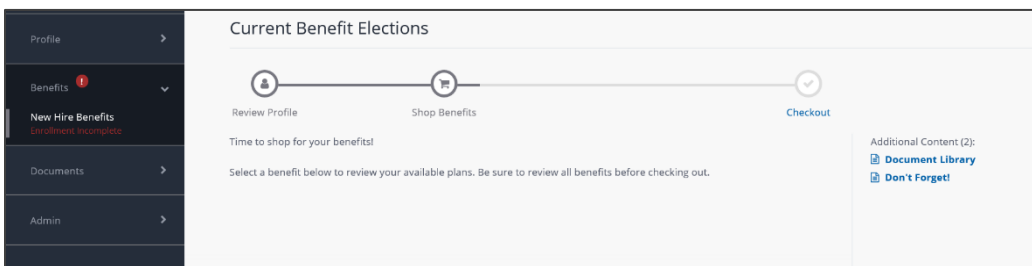 Profile
Benefits
New Hire Benefits
Enrollment Incomplete
Documents
Admin
Current Benefit Elections
Review Profile
Shop Benefits
Checkout
Time to shop for your benefits!
Select a benefit below to review your available plans. Be sure to review all benefits before checking out.
Additional Content (2):
Document Library
Don't Forget!